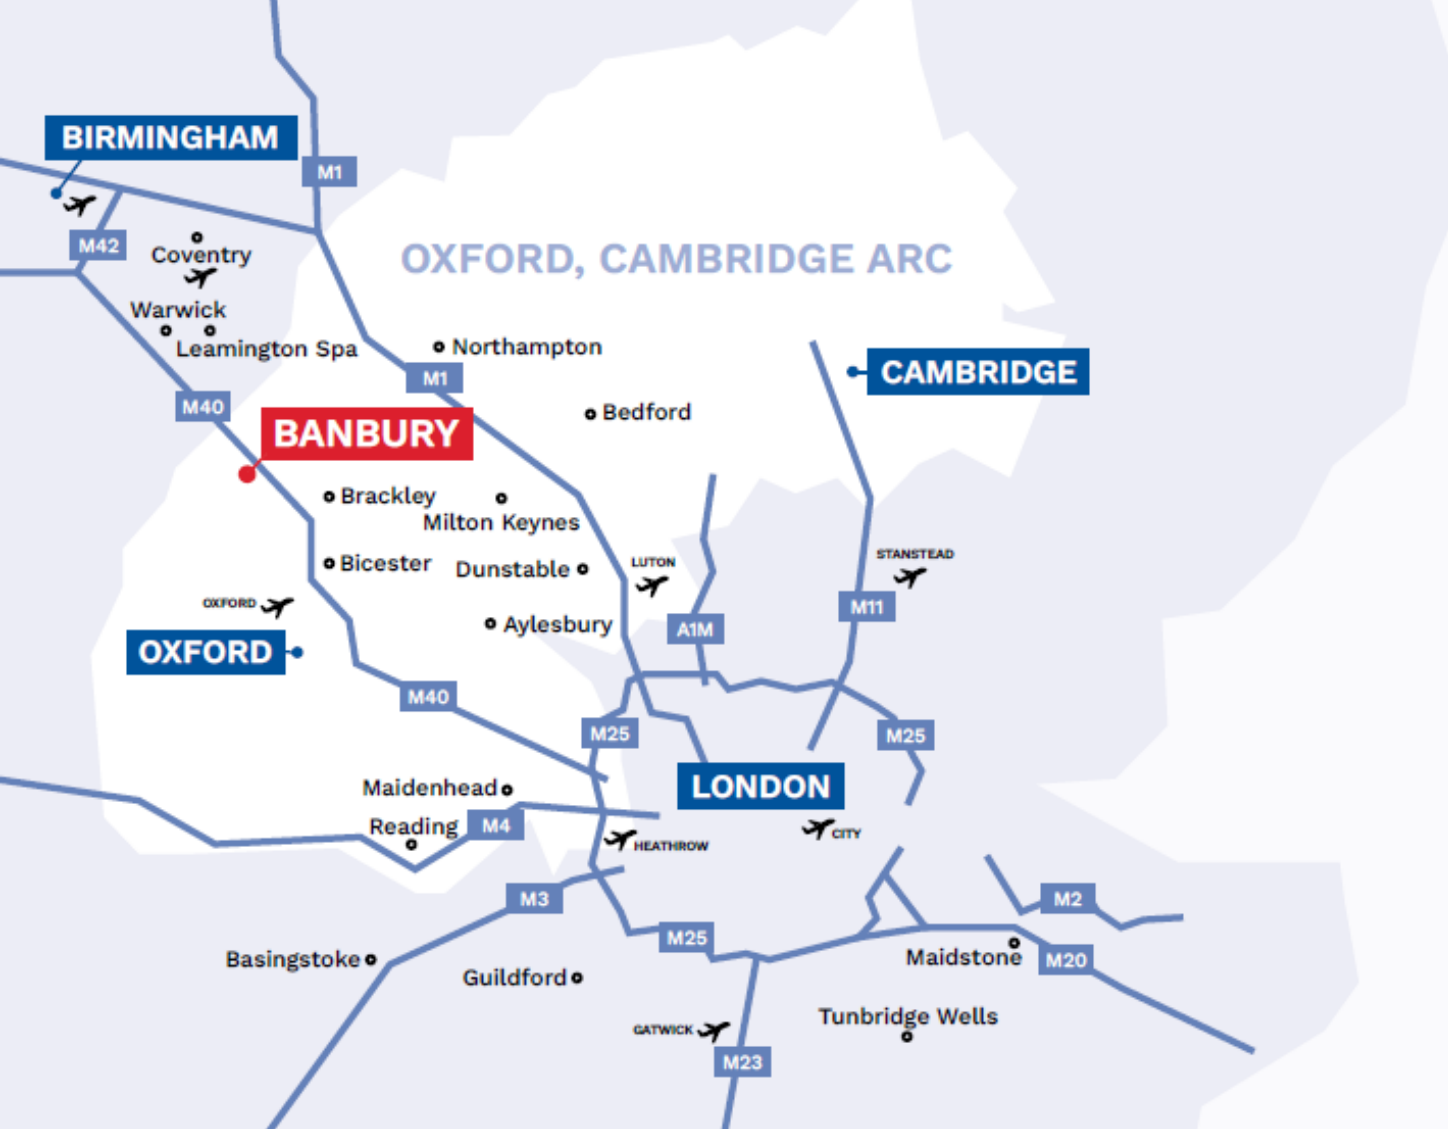 BIRMINGHAM
M1
M42
Coventry
OXFORD, CAMBRIDGE ARC
Warwick
Leamington Spa
Northampton
M1
CAMBRIDGE
M40
Bedford
BANBURY
Brackley
Milton Keynes
Bicester
Dunstable
LUTON
STANSTEAD
OXFORD
M11
Aylesbury
A1M
OXFORD
M40
M25
M25
Maidenhead
LONDON
Reading
M4
HEATHROW
CITY
M3
M2
M25
Basingstoke
Maidstone
M20
Guildford
Tunbridge Wells
GATWICK
M23